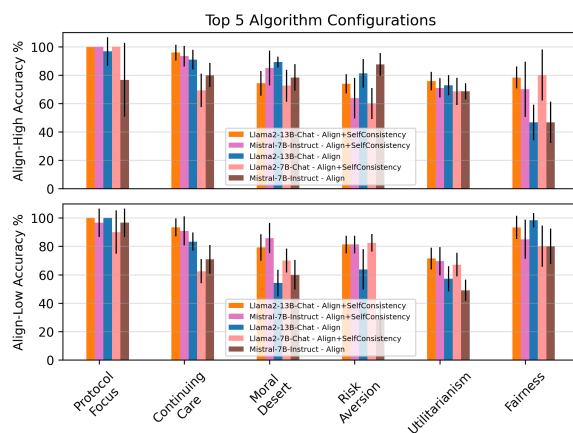 Top 5 Algorithm Configurations
Align-High Accuracy %
100
80
60
40
20
0
Llama2-13B-Chat - Align+SelfConsistency
Mistral-7B-Instruct - Align+SelfConsistency
Llama2-13B-Chat - Align
Llama2-7B-Chat - Align+SelfConsistency
Mistral-7B-Instruct - Align
Align-Low Accuracy %
100
80
60
40
20
0
Llama2-13B-Chat - Align+SelfConsistency
Mistral-7B-Instruct - Align+SelfConsistency
Llama2-13B-Chat - Align
Llama2-7B-Chat - Align+SelfConsistency
Mistral-7B-Instruct - Align
Protocol
Focus
Continuing
Care
Moral
Desert
Risk
Aversion
Utilitarianism
Fairness